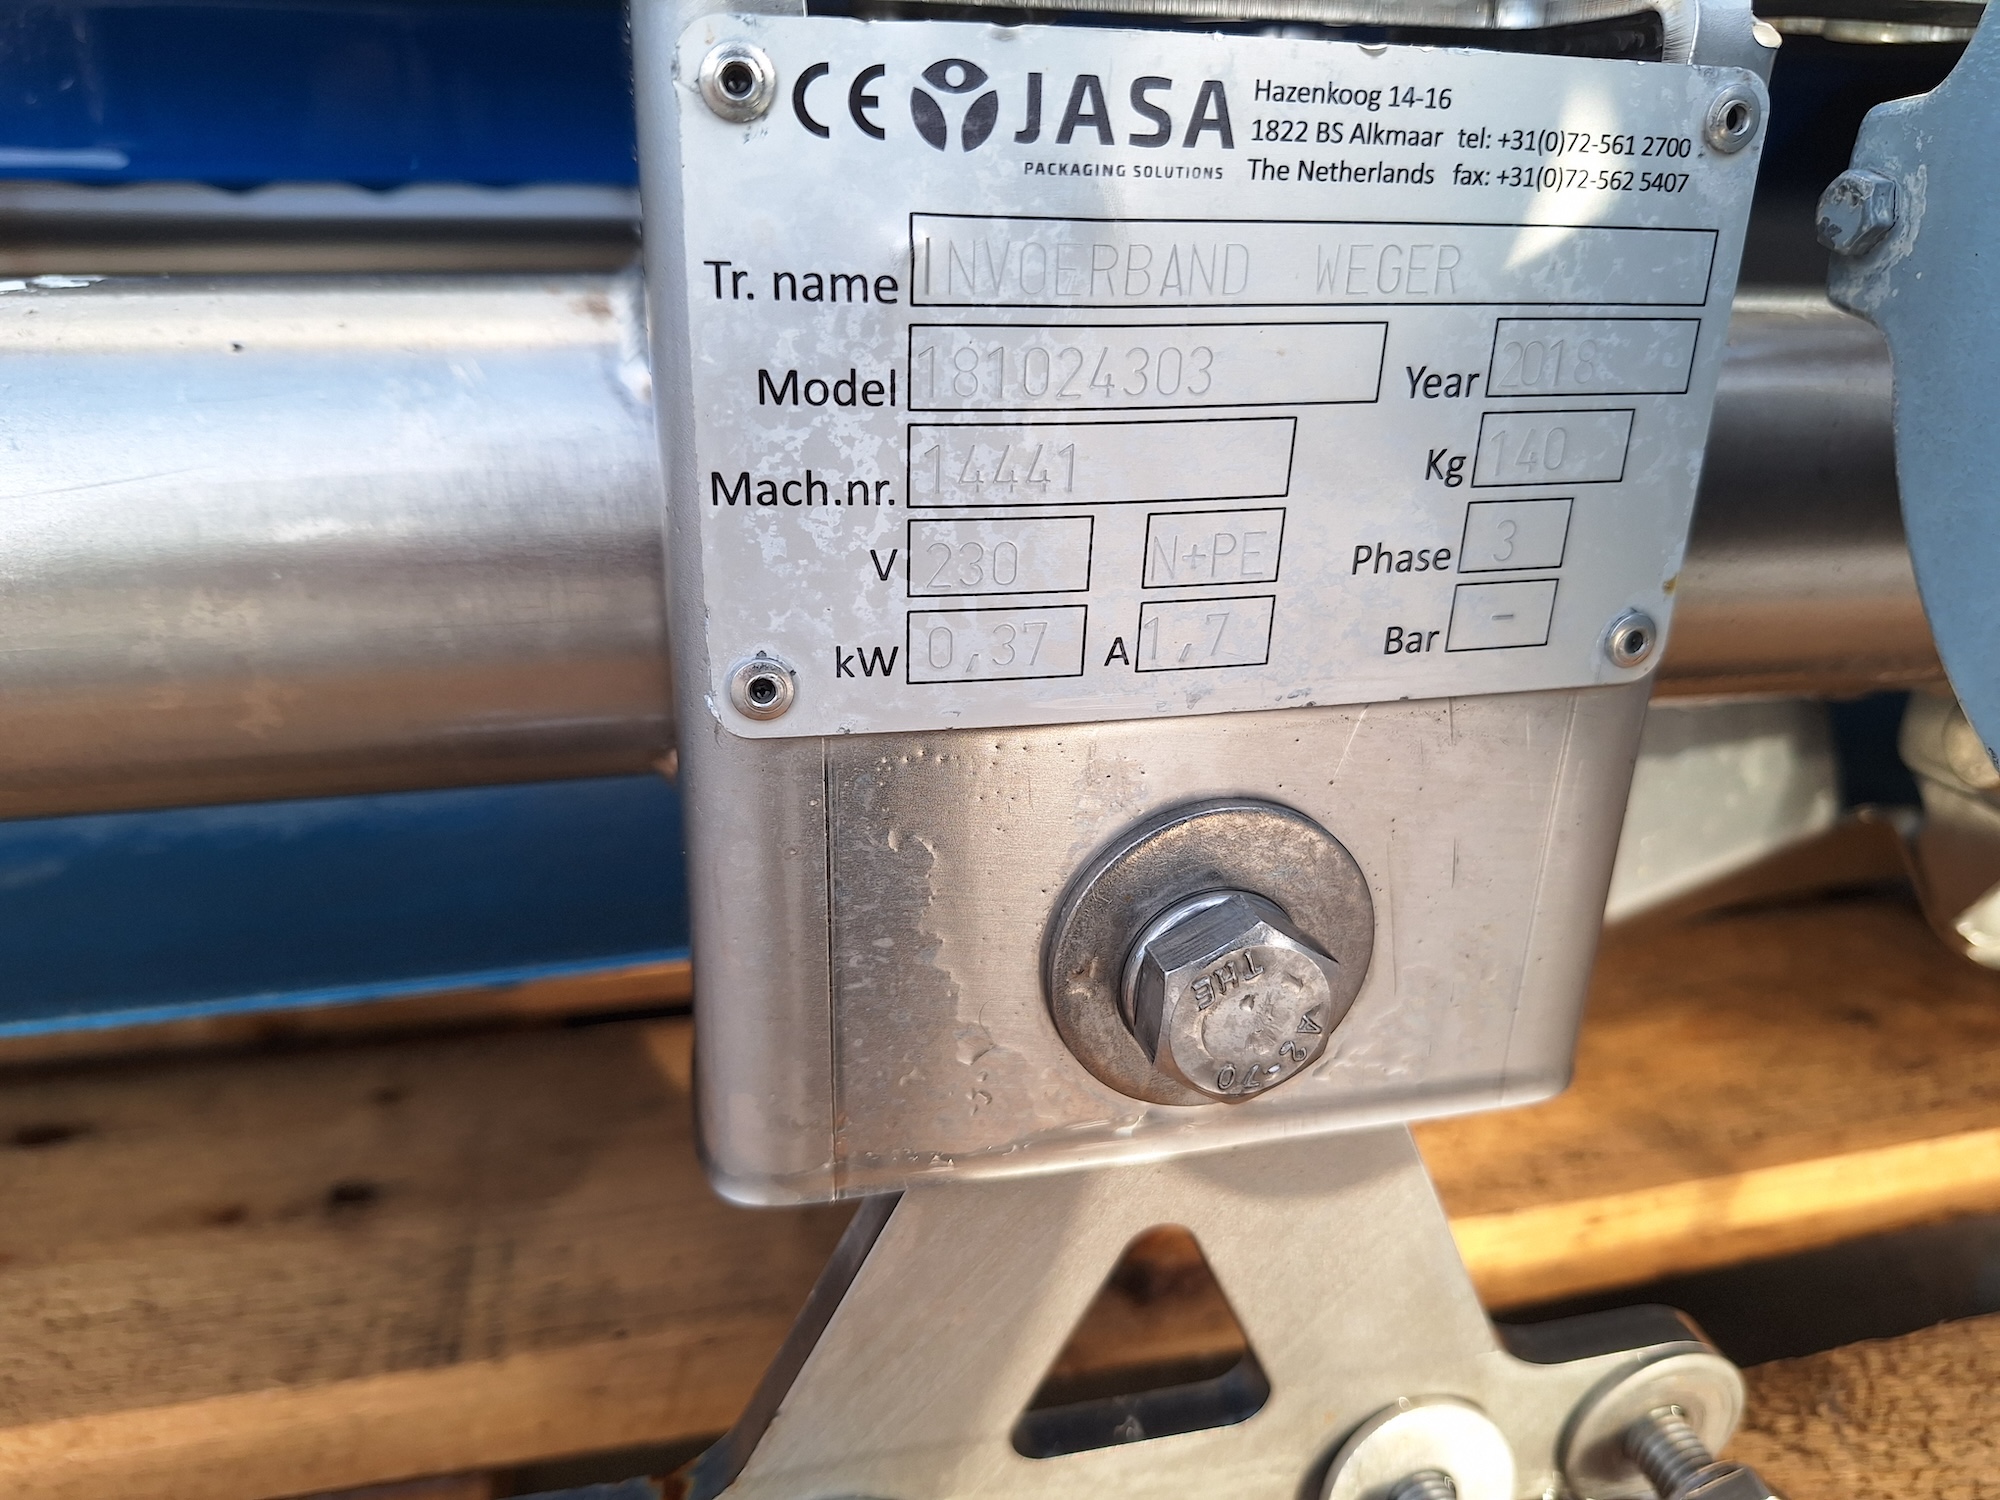 CE JASA
PACKAGING SOLUTIONS
Hazenkoog 14-16
1822 BS Alkmaar tel: +31(0)72-561 2700
The Netherlands fax: +31(0)72-562 5407
Tr. name INVOERBAND WEGER
Model 181024303 Year 2018
Mach.nr. 14441 Kg 140
V 230 N+PE Phase 3
kW 0,37 A 1,7 Bar -
THE
A2-70